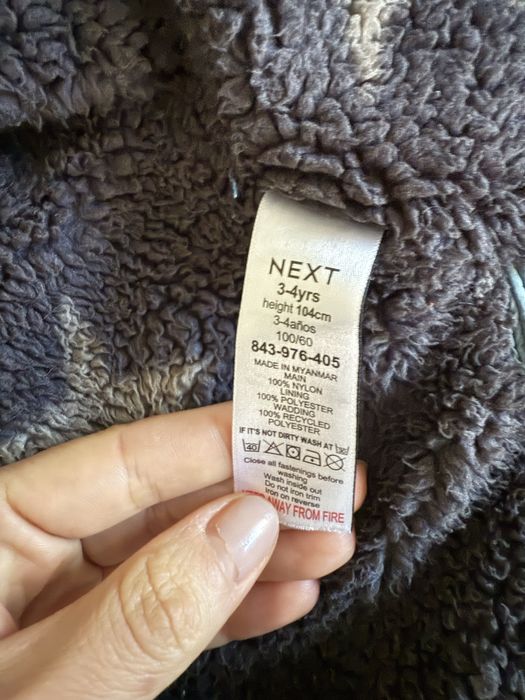 NEXT
3-4yrs
height 104cm
3-4años
100/60
843-976-405
MADE IN MYANMAR
MAIN
100% NYLON
LINING
100% POLYESTER
WADDING
100% RECYCLED
POLYESTER
IF IT'S NOT DIRTY WASH AT 30
40
Close all fastenings before
washing
Wash inside out
Do not iron trim
Iron on reverse
AWAY FROM FIRE